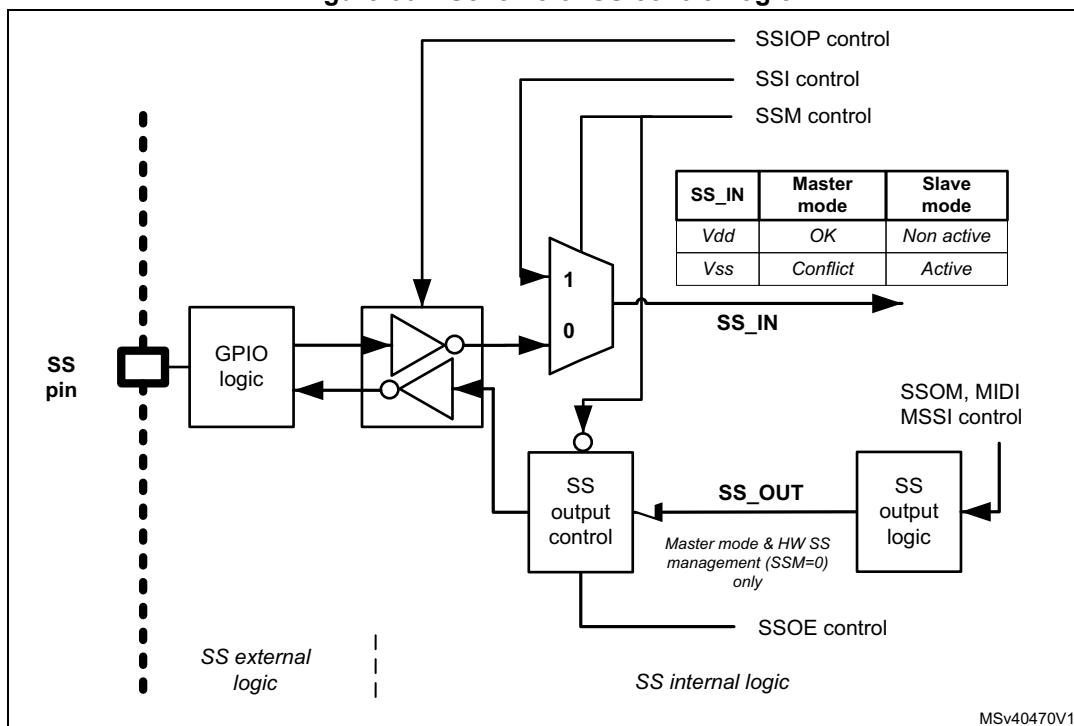 SSIOP control
SSI control
SSM control
SS_IN Master mode Slave mode
Vdd OK Non active
Vss Conflict Active
1
0
SS_IN
SS
pin
GPIO
logic
SSOM, MIDI
MSSI control
SS
output
control
SS_OUT
SS
output
logic
Master mode & HW SS
management (SSM=0)
only
SSOE control
SS external
logic
SS internal logic
MSv40470V1